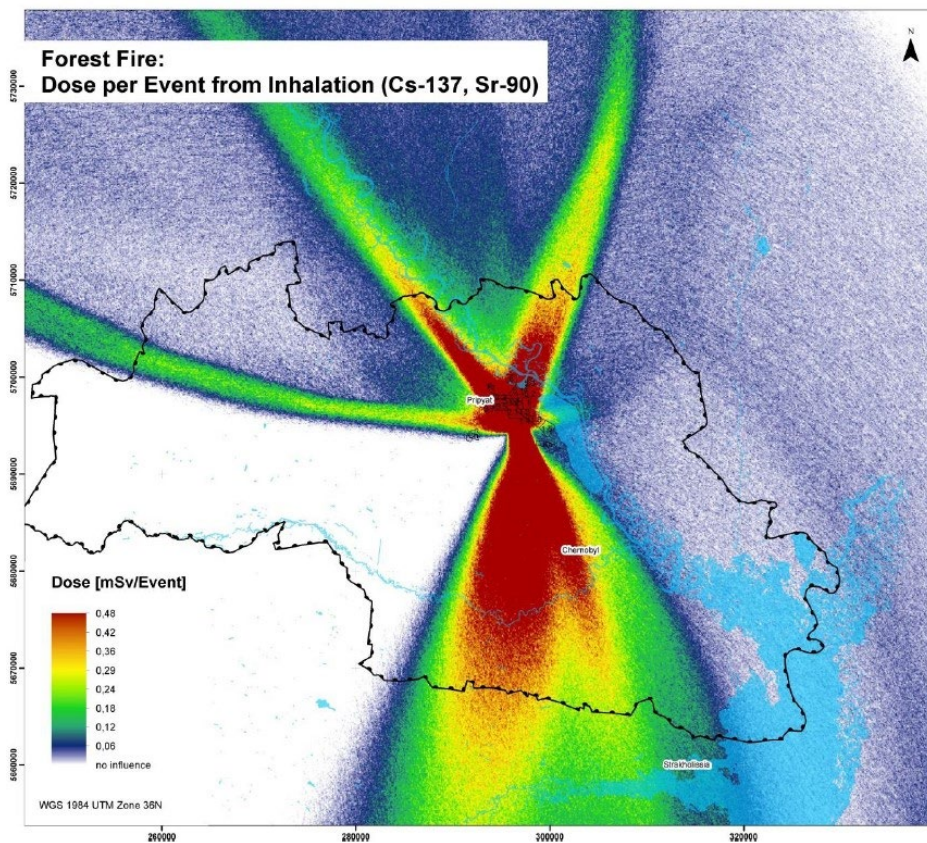 Forest Fire:
Dose per Event from Inhalation (Cs-137, Sr-90)
N
5730000
5720000
5710000
5700000
5690000
5680000
5670000
5660000
Pripyat
Chernobyl
Strakholissia
Dose [mSv/Event]
0,48
0,42
0,36
0,29
0,24
0,18
0,12
0,06
no influence
WGS 1984 UTM Zone 36N
260000
280000
300000
320000